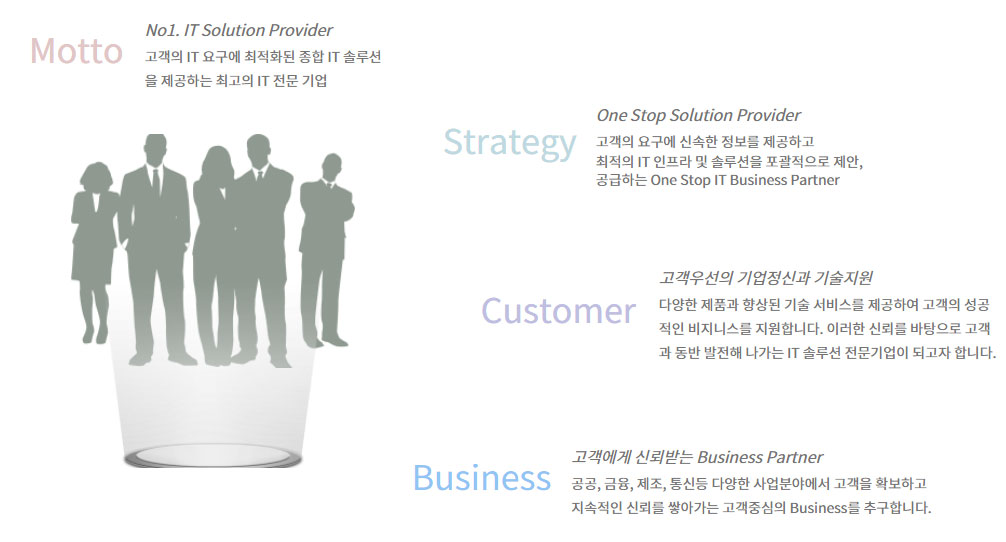 Motto
No1. IT Solution Provider
고객의 IT 요구에 최적화된 종합 IT 솔루션
을 제공하는 최고의 IT 전문 기업
Strategy
One Stop Solution Provider
고객의 요구에 신속한 정보를 제공하고
최적의 IT 인프라 및 솔루션을 포괄적으로 제안,
공급하는 One Stop IT Business Partner
Customer
고객우선의 기업정신과 기술지원
다양한 제품과 향상된 기술 서비스를 제공하여 고객의 성공
적인 비지니스를 지원합니다. 이러한 신뢰를 바탕으로 고객
과 동반 발전해 나가는 IT 솔루션 전문기업이 되고자 합니다.
Business
고객에게 신뢰받는 Business Partner
공공, 금융, 제조, 통신등 다양한 사업분야에서 고객을 확보하고
지속적인 신뢰를 쌓아가는 고객중심의 Business를 추구합니다.